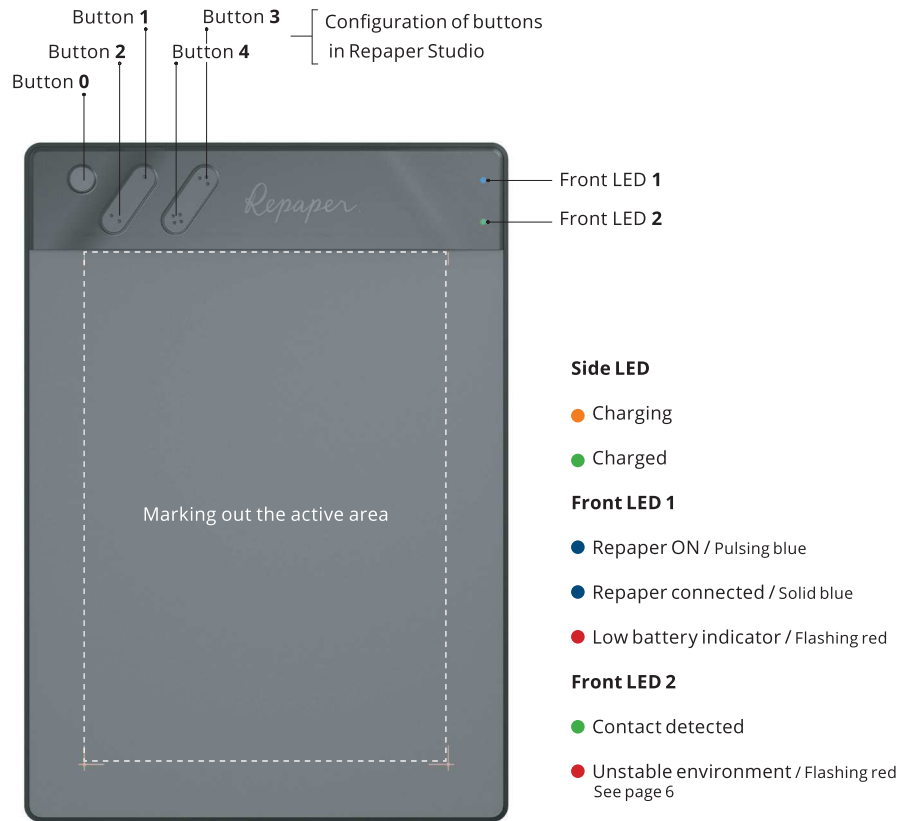 Button 1
Button 3
Configuration of buttons
in Repaper Studio
Button 2
Button 4
Button 0
Repaper
Front LED 1
Front LED 2
Marking out the active area
Side LED
Charging
Charged
Front LED 1
Repaper ON / Pulsing blue
Repaper connected / Solid blue
Low battery indicator / Flashing red
Front LED 2
Contact detected
Unstable environment / Flashing red
See page 6